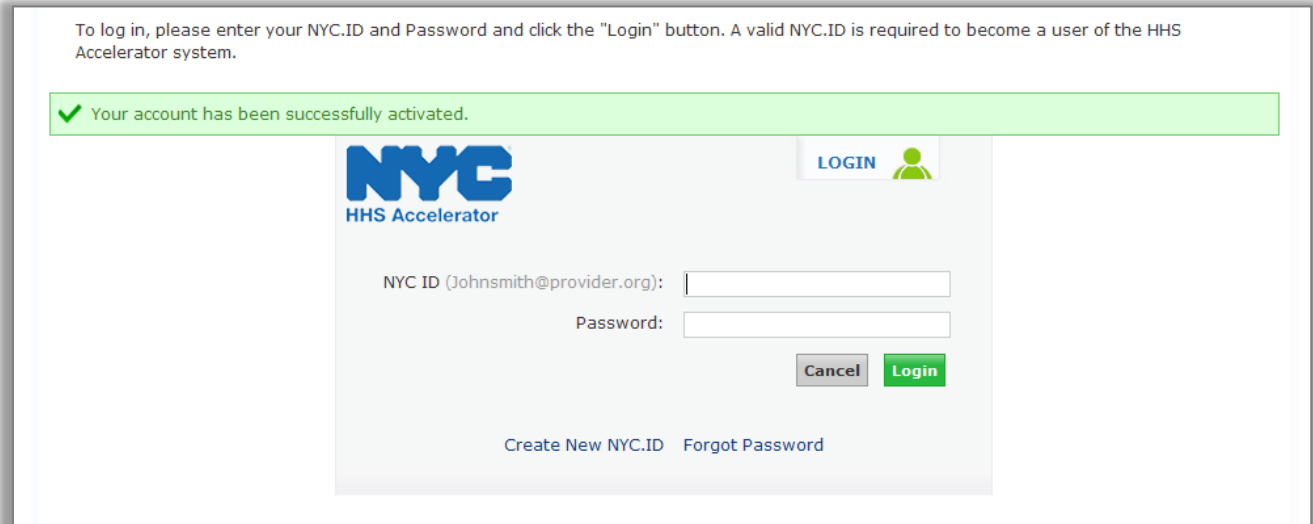 To log in, please enter your NYC.ID and Password and click the "Login" button. A valid NYC.ID is required to become a user of the HHS
Accelerator system.
Your account has been successfully activated.
NYC
HHS Accelerator
LOGIN
NYC ID (Johnsmith@provider.org):
Password:
Cancel Login
Create New NYC.ID Forgot Password